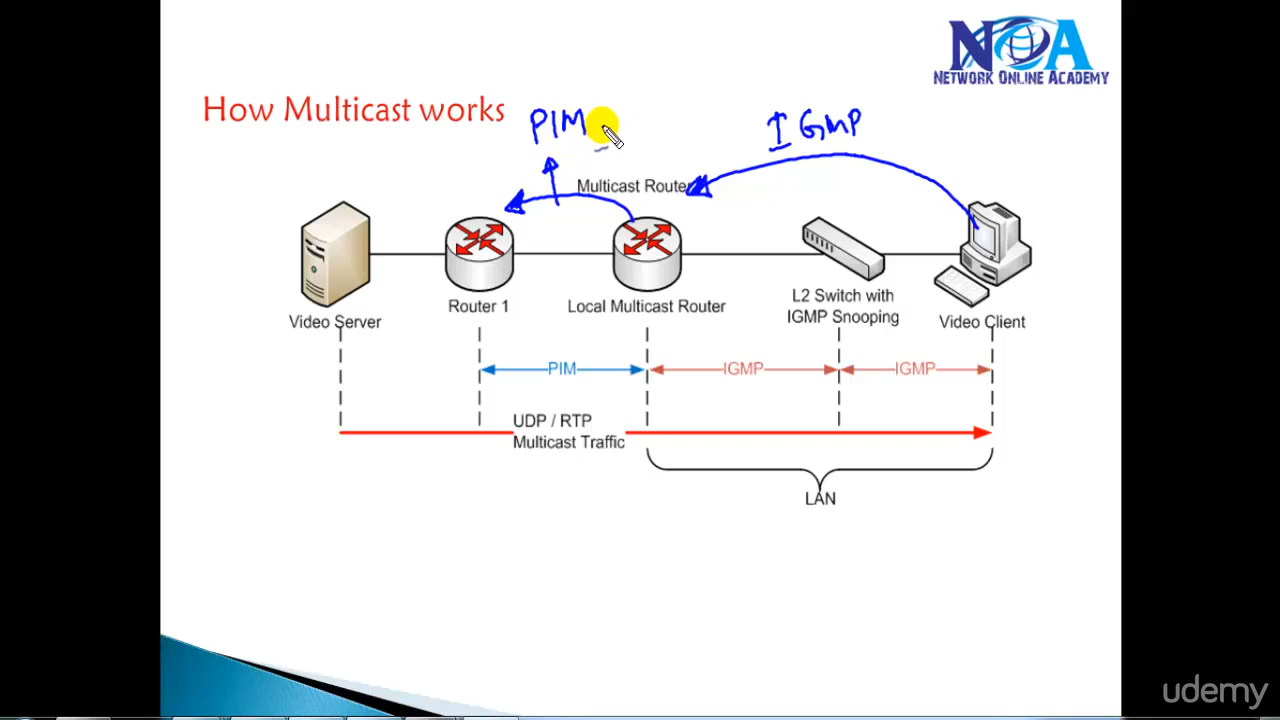 NOA
NETWORK ONLINE ACADEMY
How Multicast works
PIM
IGMP
Multicast Router
Router 1
Local Multicast Router
L2 Switch with
IGMP Snooping
Video Server
Video Client
PIM
IGMP
IGMP
UDP / RTP
Multicast Traffic
LAN
udemy